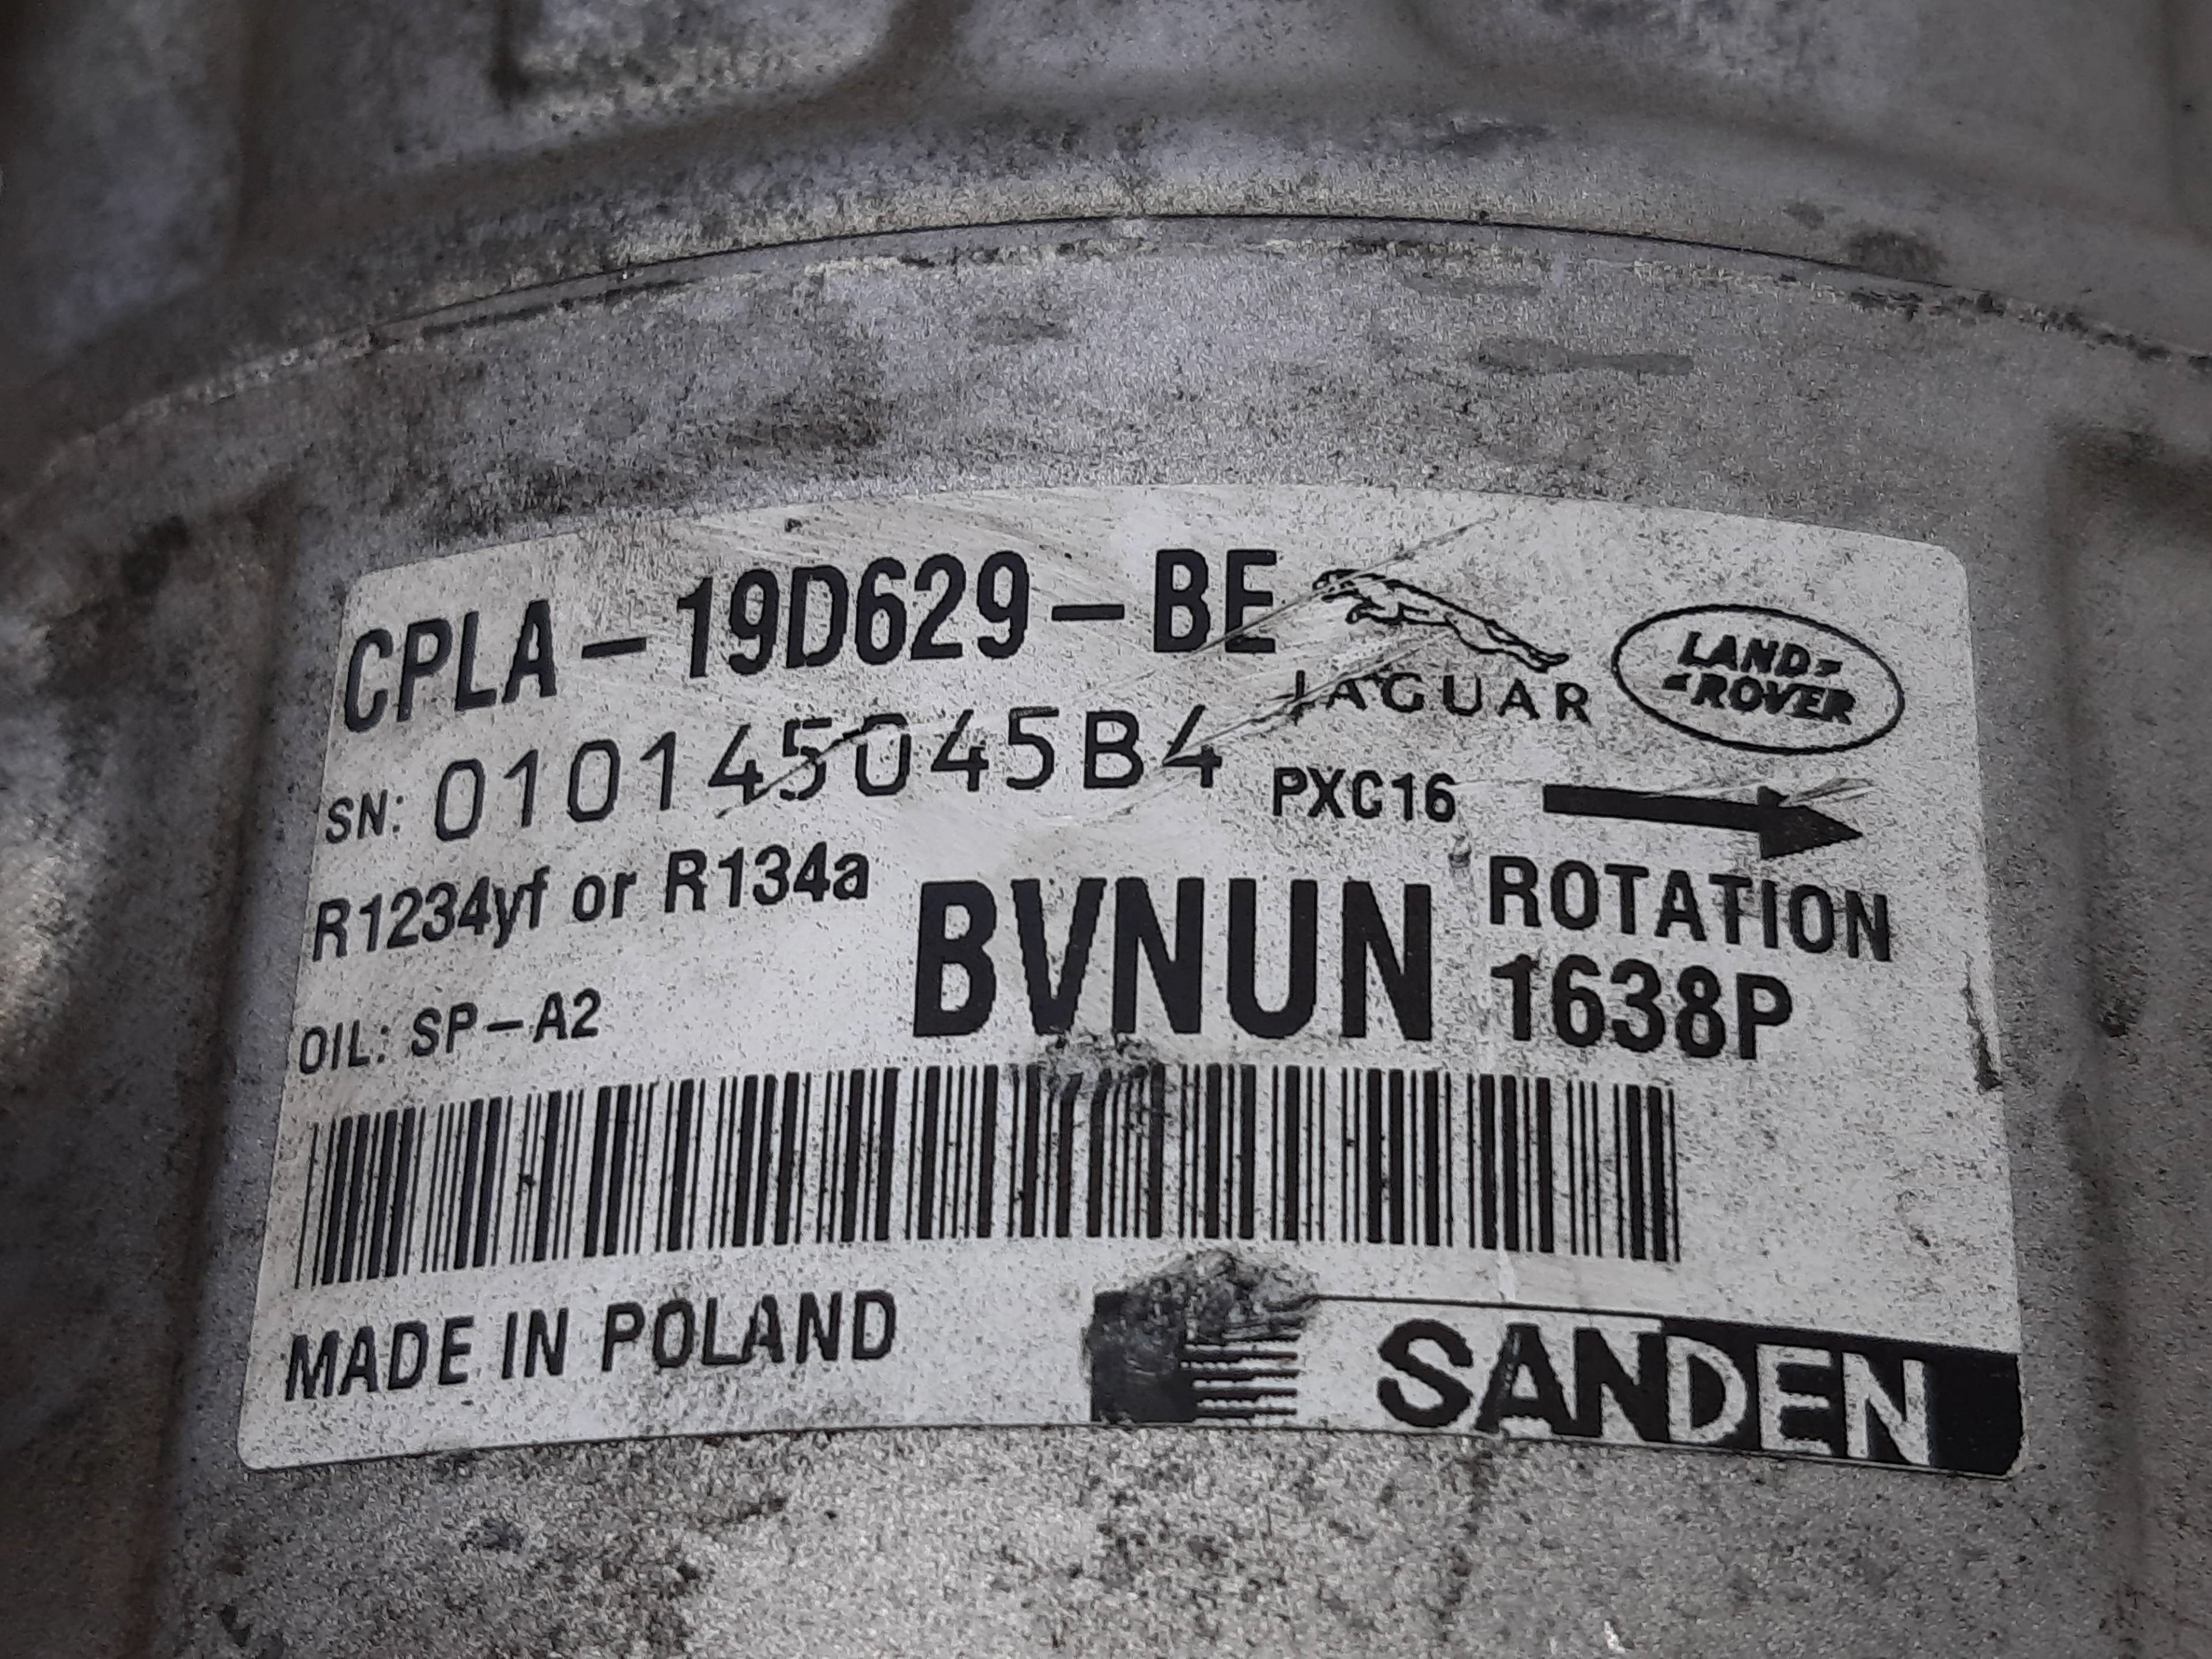 CPLA-19D629-BE
JAGUAR
LAND-
-ROVER
SN: 010145045B4
PXC16
ROTATION
R1234yf or R134a
BVNUN
1638P
OIL: SP-A2
MADE IN POLAND
SANDEN